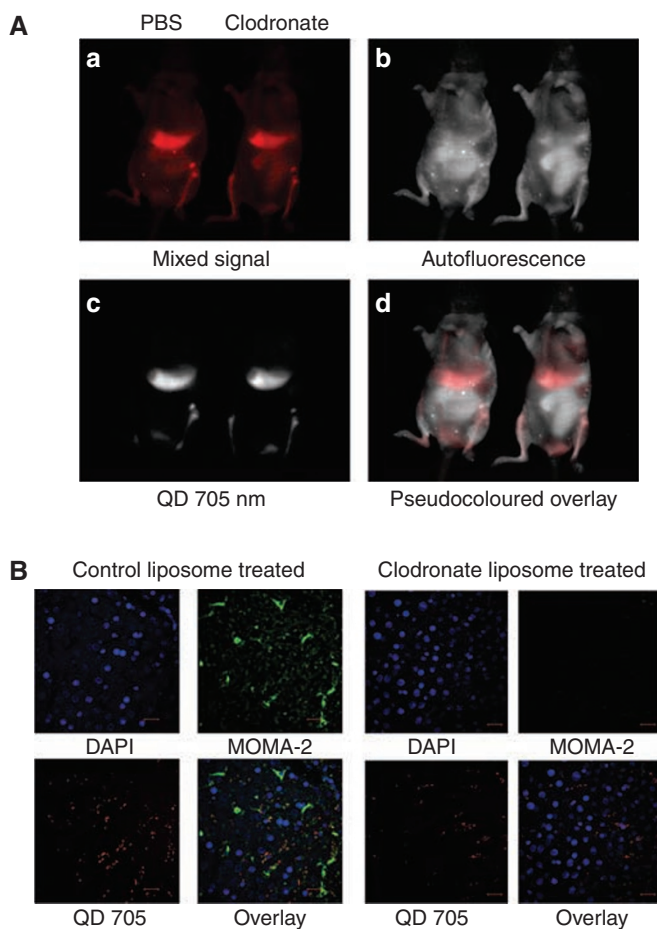 A
PBS Clodronate
a b
Mixed signal Autofluorescence
c d
QD 705 nm Pseudocoloured overlay
B
Control liposome treated Clodronate liposome treated
DAPI MOMA-2 DAPI MOMA-2
QD 705 Overlay QD 705 Overlay